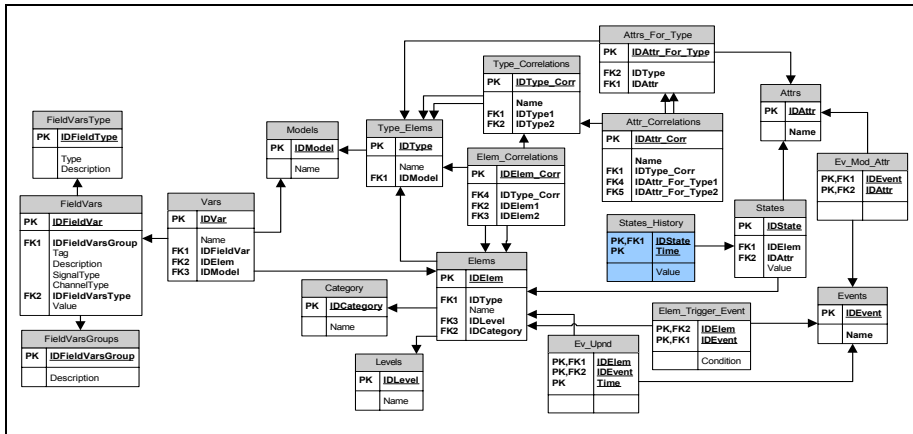 Attrs_For_Type
PK IDAttr_For_Type
FK2 IDType
FK1 IDAttr
Type_Correlations
PK IDType_Corr
Name
FK1 IDType1
FK2 IDType2
Attrs
PK IDAttr
Name
FieldVarsType
PK IDFieldType
Type
Description
Models
PK IDModel
Name
Type_Elems
PK IDType
Name
FK1 IDModel
Attr_Correlations
PK IDAttr_Corr
Name
FK1 IDType_Corr
FK4 IDAttr_For_Type1
FK5 IDAttr_For_Type2
Elem_Correlations
PK IDElem_Corr
FK4 IDType_Corr
FK2 IDElem1
FK3 IDElem2
Ev_Mod_Attr
PK,FK1 IDEvent
PK,FK2 IDAttr
FieldVars
PK IDFieldVar
FK1 IDFieldVarsGroup
Tag
Description
SignalType
ChannelType
FK2 IDFieldVarsType
Value
Vars
PK IDVar
Name
FK1 IDFieldVar
FK2 IDElem
FK3 IDModel
States
PK IDState
FK1 IDElem
FK2 IDAttr
Value
States_History
PK,FK1 IDState
PK Time
Value
Elems
PK IDElem
FK1 IDType
Name
FK3 IDLevel
FK2 IDCategory
Category
PK IDCategory
Name
Events
PK IDEvent
Name
Elem_Trigger_Event
PK,FK2 IDElem
PK,FK1 IDEvent
Condition
FieldVarsGroups
PK IDFieldVarsGroup
Description
Ev_Upnd
PK,FK1 IDElem
PK,FK2 IDEvent
PK Time
Levels
PK IDLevel
Name